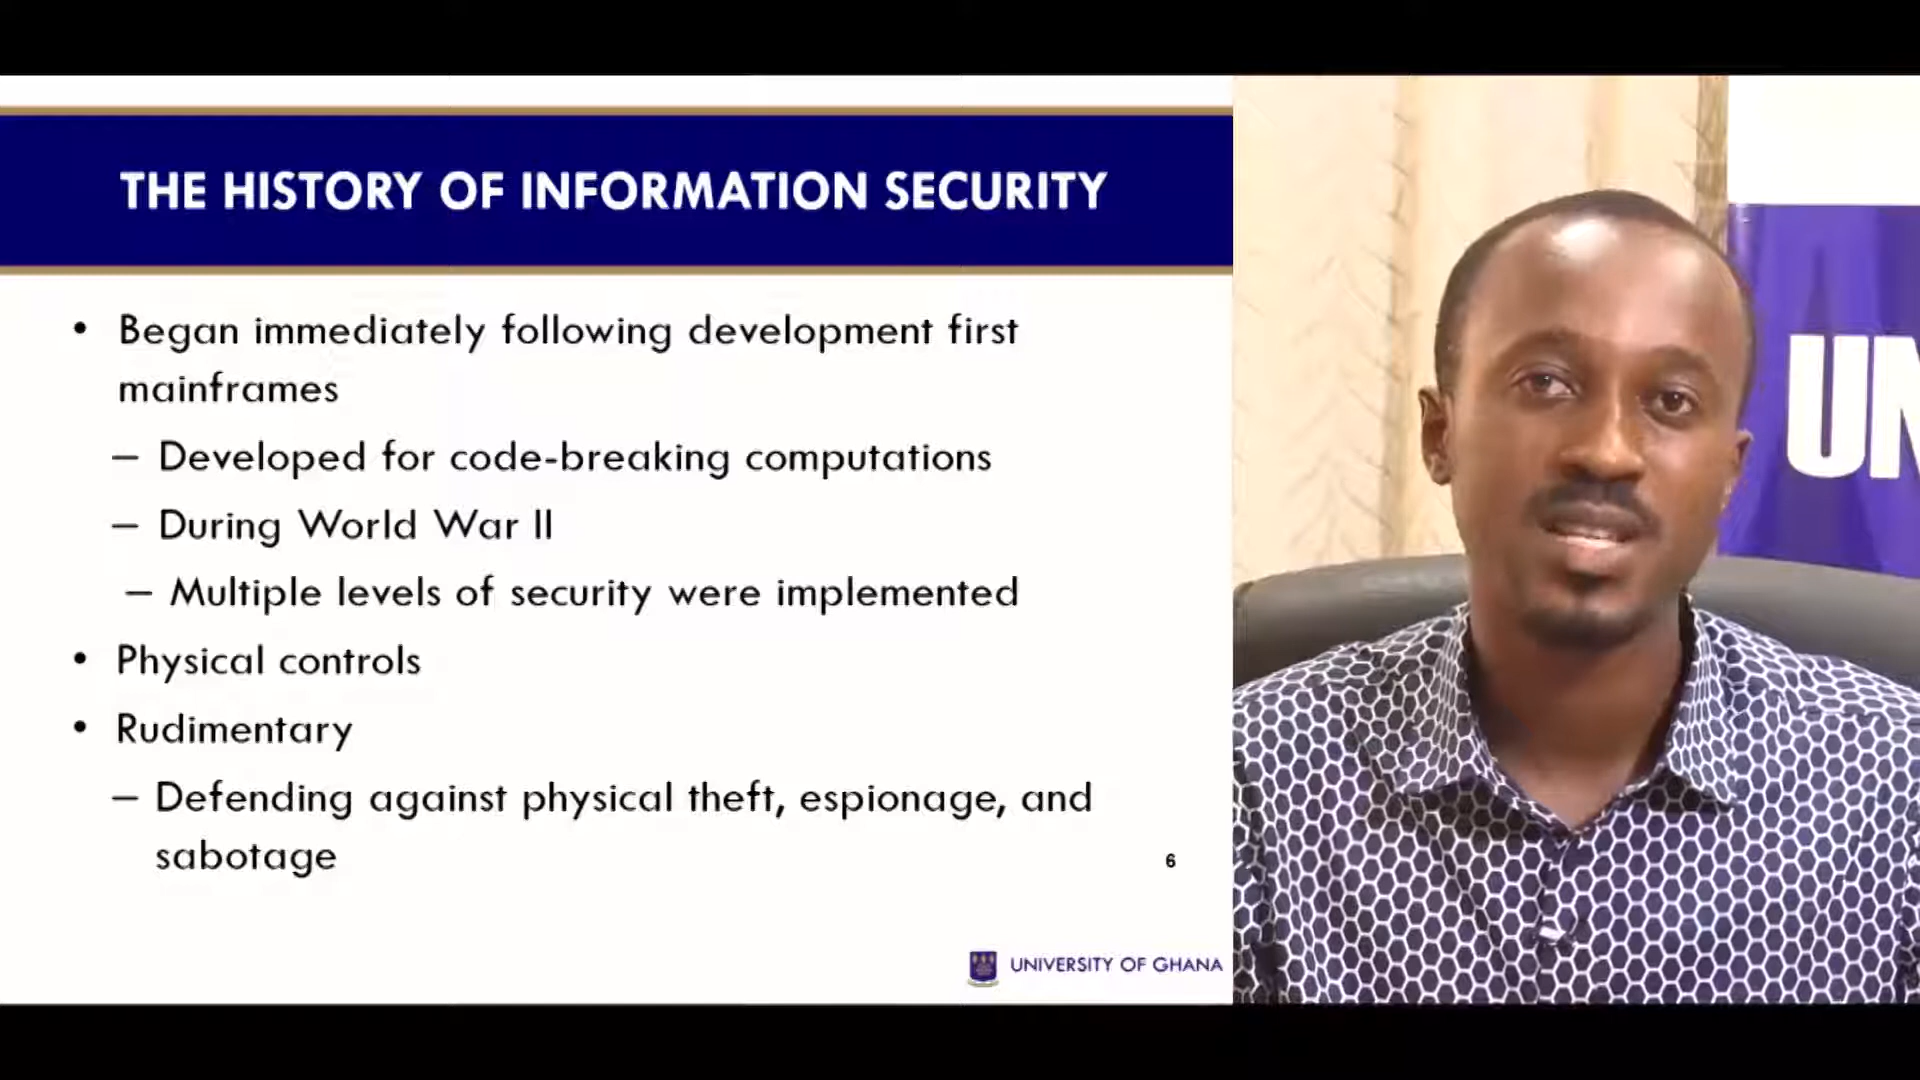 THE HISTORY OF INFORMATION SECURITY
• Began immediately following development first
mainframes
– Developed for code-breaking computations
– During World War II
– Multiple levels of security were implemented
• Physical controls
• Rudimentary
– Defending against physical theft, espionage, and
sabotage
6
UNIVERSITY OF GHANA